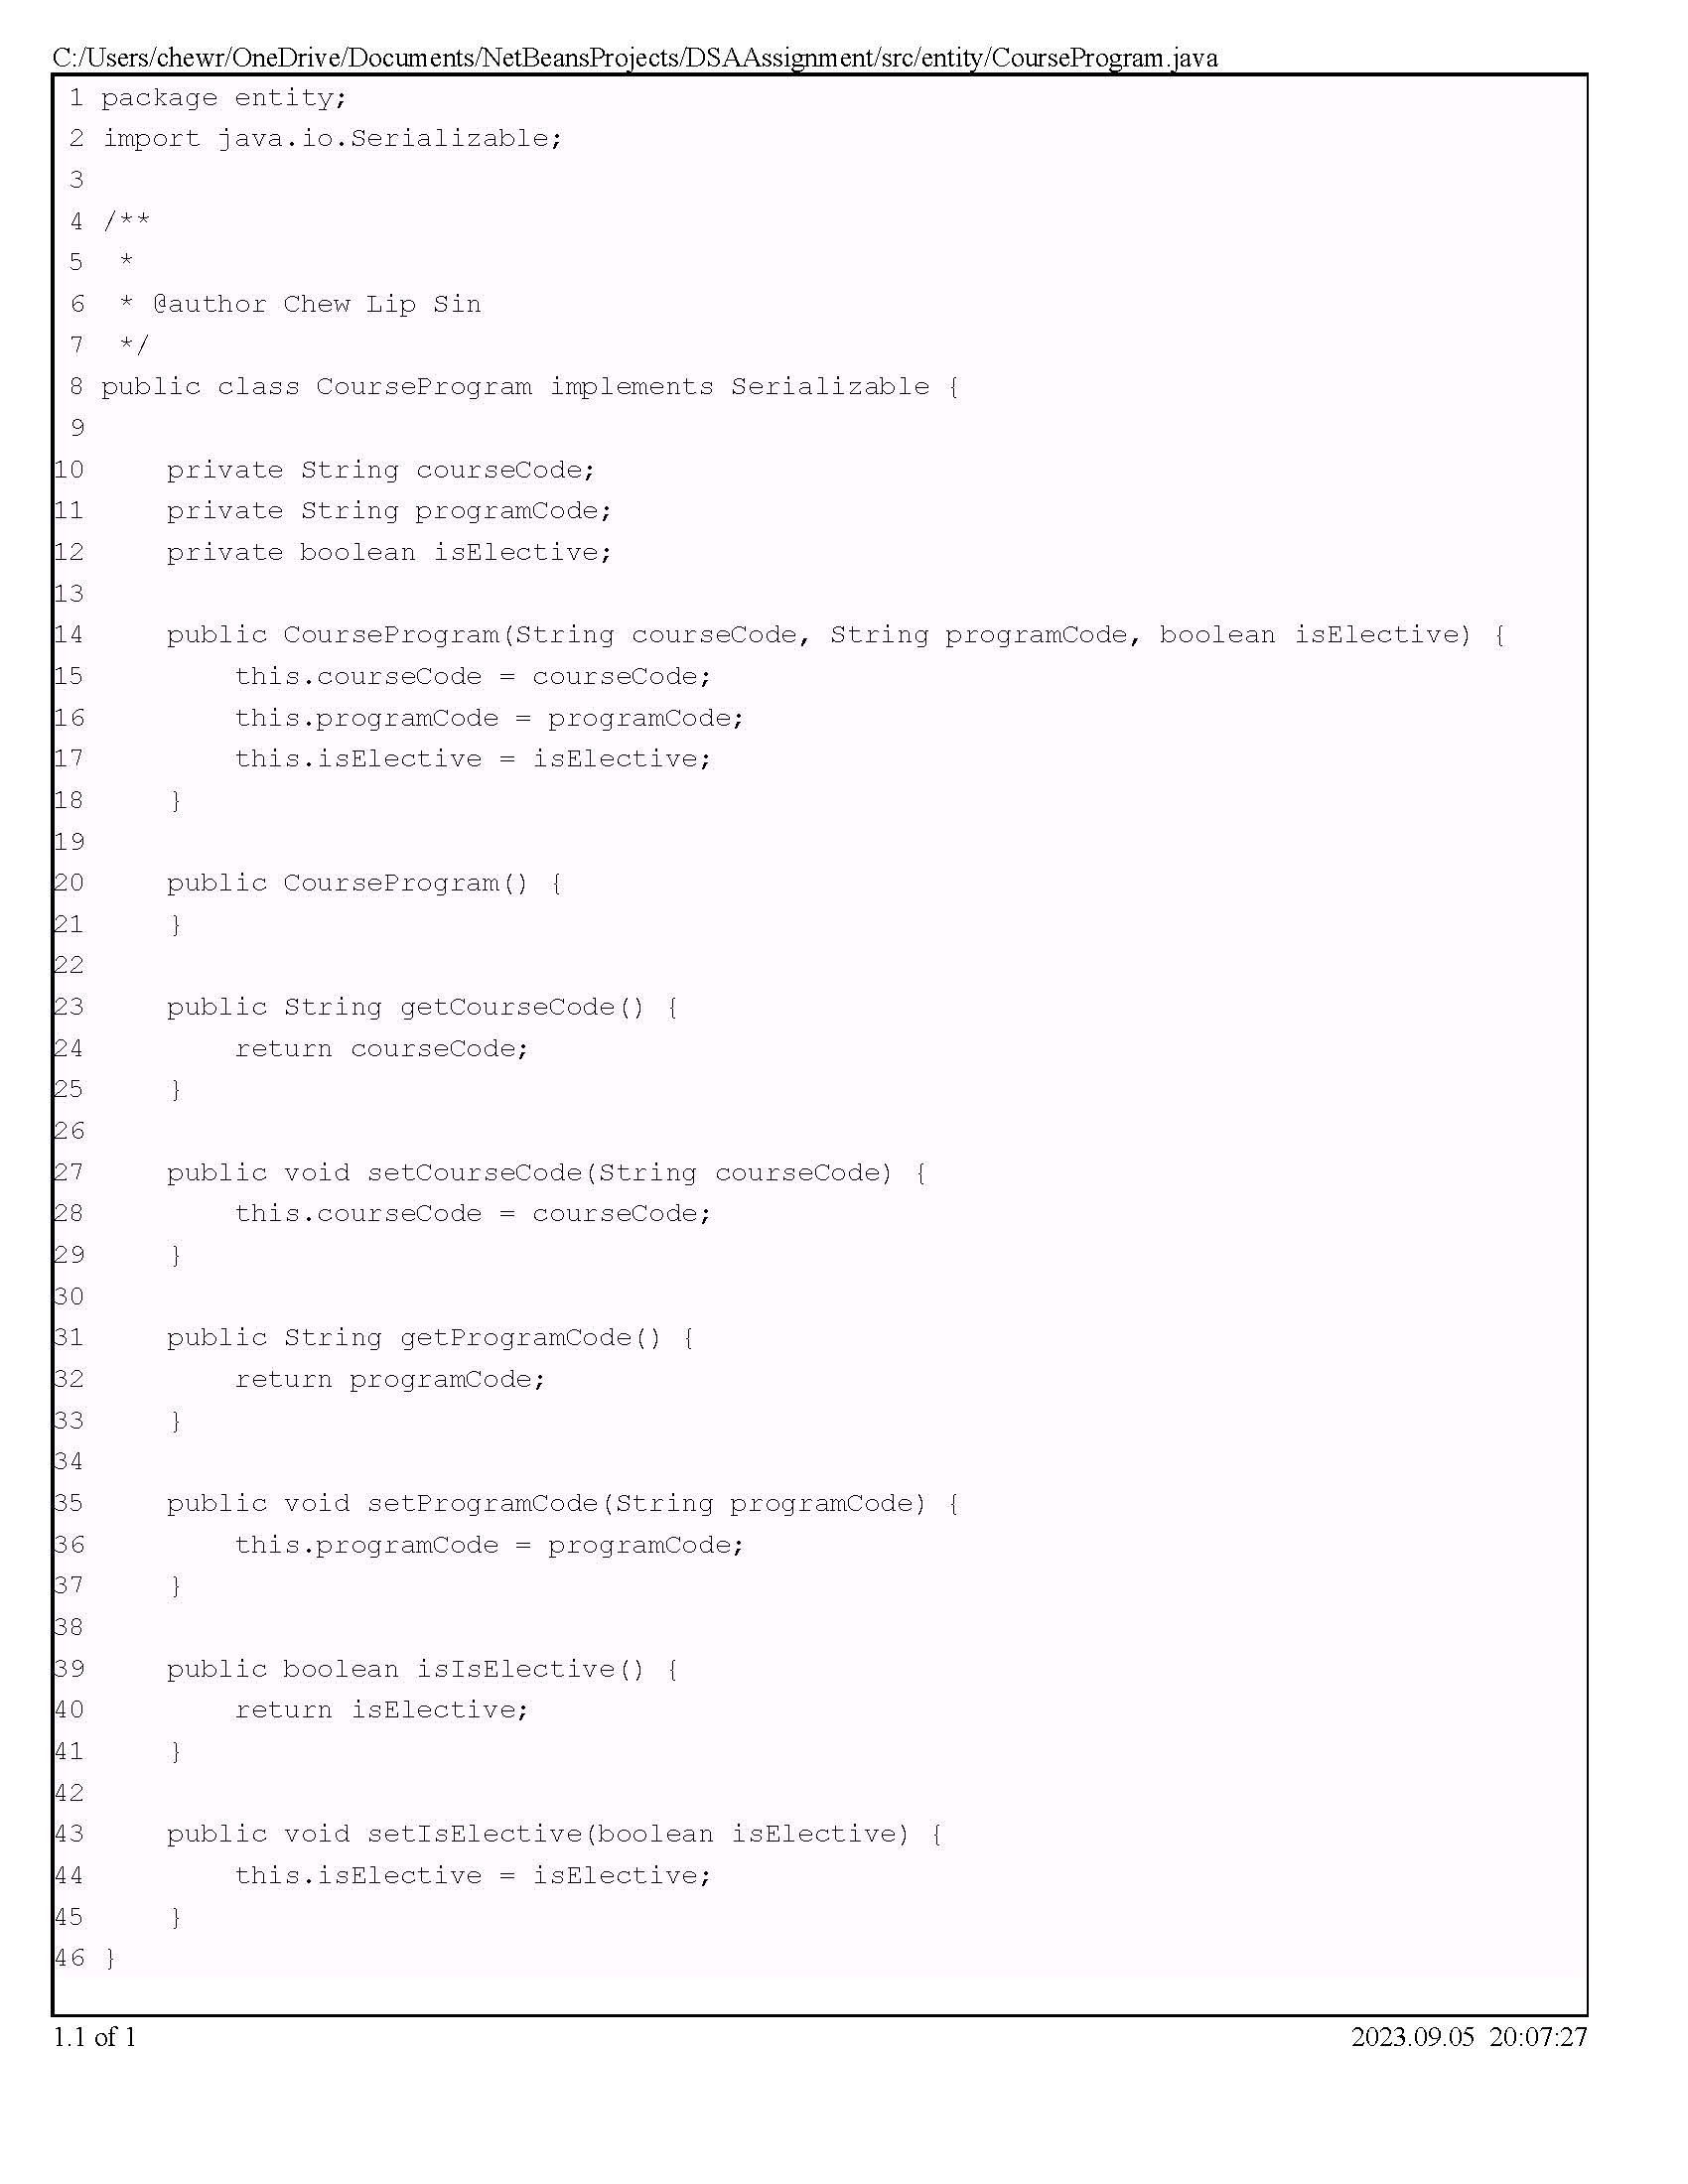 C:/Users/chewr/OneDrive/Documents/NetBeansProjects/DSAAssignment/src/entity/CourseProgram.java
1 package entity;
2 import java.io.Serializable;
3
4 /**
5  *
6  * @author Chew Lip Sin
7  */
8 public class CourseProgram implements Serializable {
9
10     private String courseCode;
11     private String programCode;
12     private boolean isElective;
13
14     public CourseProgram(String courseCode, String programCode, boolean isElective) {
15         this.courseCode = courseCode;
16         this.programCode = programCode;
17         this.isElective = isElective;
18     }
19
20     public CourseProgram() {
21     }
22
23     public String getCourseCode() {
24         return courseCode;
25     }
26
27     public void setCourseCode(String courseCode) {
28         this.courseCode = courseCode;
29     }
30
31     public String getProgramCode() {
32         return programCode;
33     }
34
35     public void setProgramCode(String programCode) {
36         this.programCode = programCode;
37     }
38
39     public boolean isIsElective() {
40         return isElective;
41     }
42
43     public void setIsElective(boolean isElective) {
44         this.isElective = isElective;
45     }
46 }
1.1 of 1 2023.09.05 20:07:27